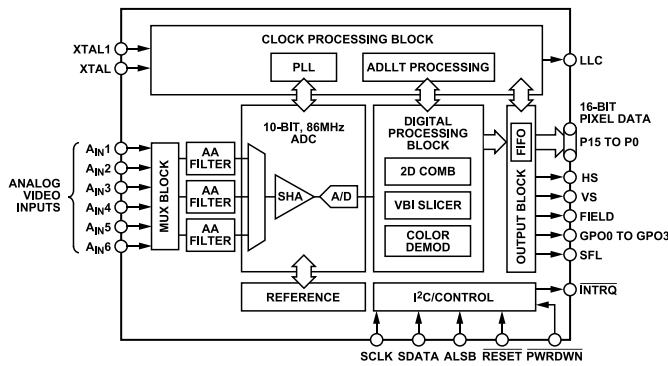 CLOCK PROCESSING BLOCK
XTAL1
XTAL
PLL
ADLLT PROCESSING
LLC
16-BIT
PIXEL DATA
P15 TO P0
10-BIT, 86MHz
ADC
DIGITAL
PROCESSING
BLOCK
FIFO
OUTPUT BLOCK
ANALOG
VIDEO
INPUTS
AIN1
AIN2
AIN3
AIN4
AIN5
AIN6
MUX BLOCK
AA
FILTER
AA
FILTER
AA
FILTER
SHA
A/D
2D COMB
VBI SLICER
COLOR
DEMOD
HS
VS
FIELD
GPO0 TO GPO3
SFL
REFERENCE
I2C/CONTROL
INTRQ
SCLK
SDATA
ALSB
RESET
PWRDWN